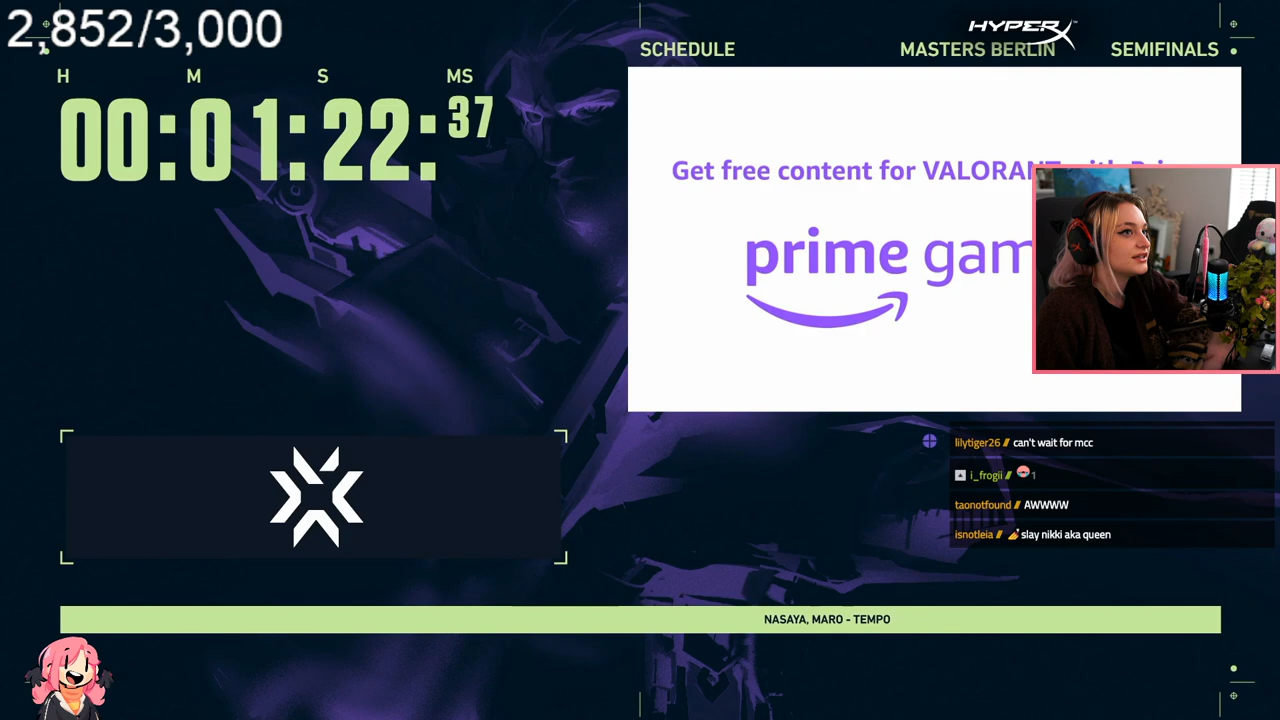 2,852/3,000
HYPERX
SCHEDULE
MASTERS BERLIN
SEMIFINALS
H M S MS
00:01:22:37
Get free content for VALORANT with
prime gam
lilytiger26 // can't wait for mcc
i_frogii // 1
taonotfound // AWWWW
isnotleia // slay nikki aka queen
NASAYA, MARO - TEMPO